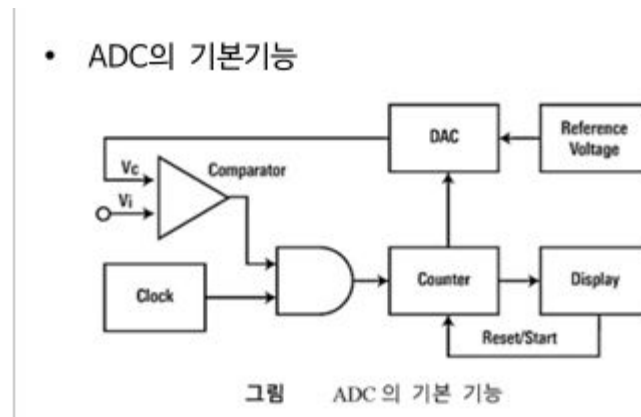 • ADC의 기본기능
DAC
Reference
Voltage
Vc
Comparator
Vi
Clock
Counter
Display
Reset/Start
그림 ADC 의 기본 기능